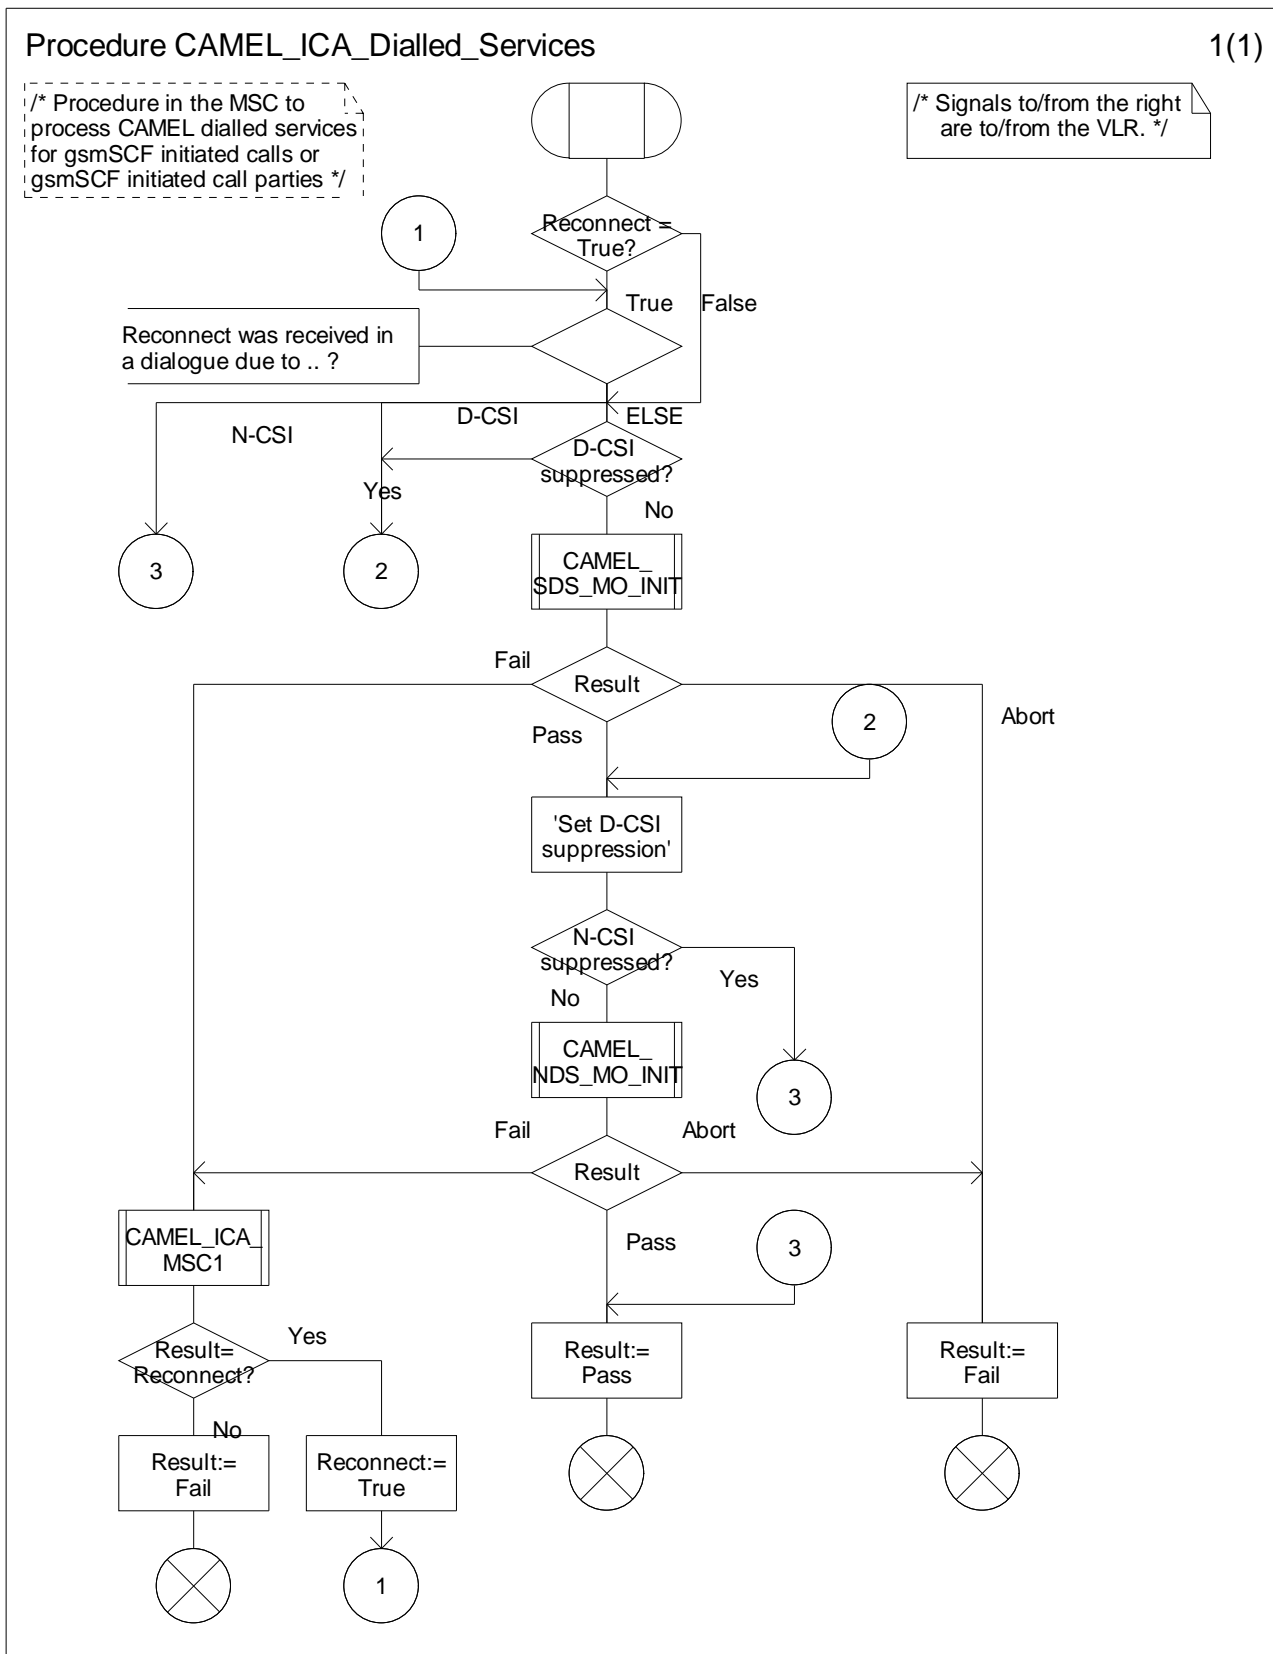 Procedure CAMEL_ICA_Dialled_Services
1(1)
/* Procedure in the MSC to
process CAMEL dialled services
for gsmSCF initiated calls or
gsmSCF initiated call parties */
/* Signals to/from the right
are to/from the VLR. */
1
Reconnect =
True?
True
False
Reconnect was received in
a dialogue due to .. ?
N-CSI
D-CSI
ELSE
D-CSI
suppressed?
Yes
No
3
2
CAMEL_
SDS_MO_INIT
Fail
Result
Abort
Pass
2
'Set D-CSI
suppression'
N-CSI
suppressed?
Yes
No
CAMEL_
NDS_MO_INIT
3
Fail
Abort
Result
Pass
3
CAMEL_ICA_
MSC1
Result=
Reconnect?
Yes
No
Result:=
Pass
Result:=
Fail
Result:=
Fail
Reconnect:=
True
1